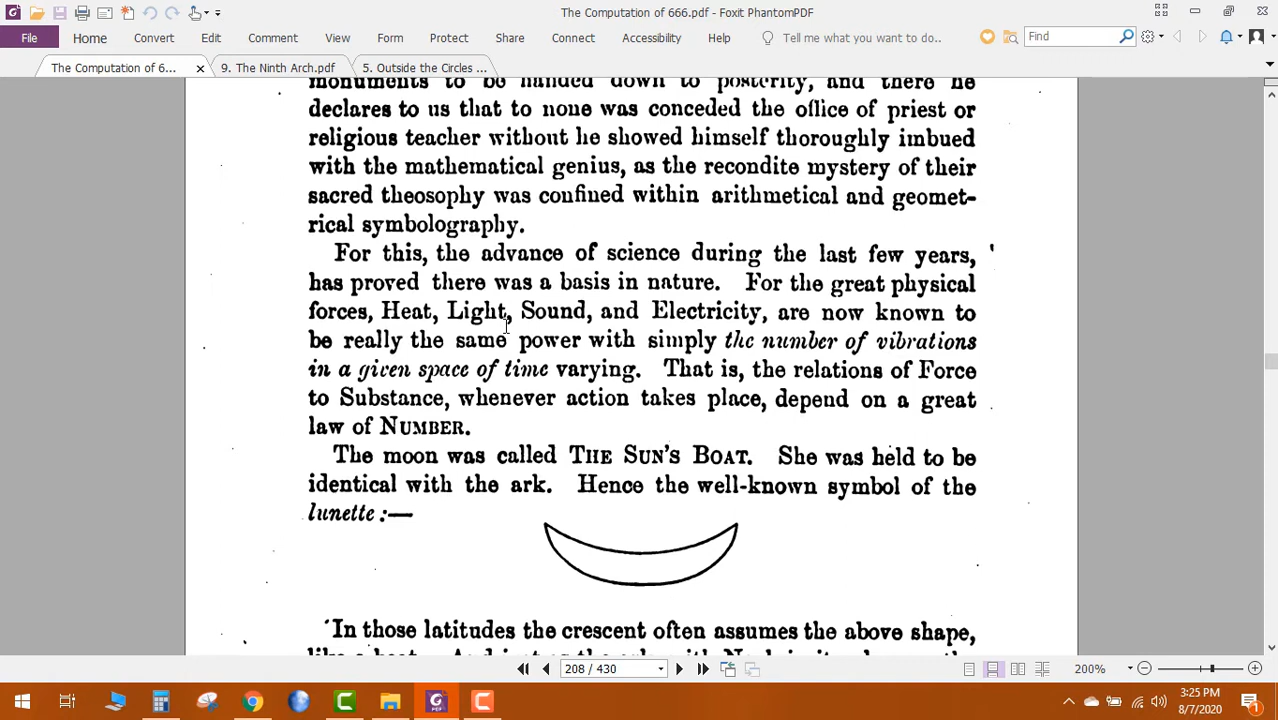 The Computation of 666.pdf - Foxit PhantomPDF
File Home Convert Edit Comment View Form Protect Share Connect Accessibility Help Tell me what you want to do.. Find
The Computation of 6... 9. The Ninth Arch.pdf 5. Outside the Circles ...
monuments to be handed down to posterity, and there he
declares to us that to none was conceded the office of priest or
religious teacher without he showed himself thoroughly imbued
with the mathematical genius, as the recondite mystery of their
sacred theosophy was confined within arithmetical and geomet-
rical symbolography.
For this, the advance of science during the last few years,
has proved there was a basis in nature. For the great physical
forces, Heat, Light, Sound, and Electricity, are now known to
be really the same power with simply the number of vibrations
in a given space of time varying. That is, the relations of Force
to Substance, whenever action takes place, depend on a great
law of NUMBER.
The moon was called THE SUN'S BOAT. She was held to be
identical with the ark. Hence the well-known symbol of the
lunette :—
In those latitudes the crescent often assumes the above shape,
208 / 430
200%
3:25 PM
8/7/2020